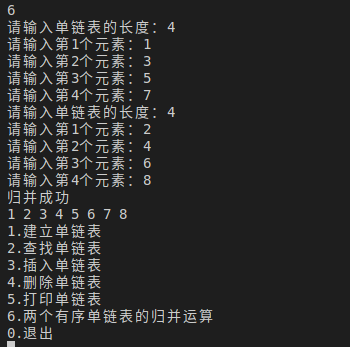 6
请输入单链表的长度：4
请输入第1个元素：1
请输入第2个元素：3
请输入第3个元素：5
请输入第4个元素：7
请输入单链表的长度：4
请输入第1个元素：2
请输入第2个元素：4
请输入第3个元素：6
请输入第4个元素：8
归并成功
1 2 3 4 5 6 7 8
1.建立单链表
2.查找单链表
3.插入单链表
4.删除单链表
5.打印单链表
6.两个有序单链表的归并运算
0.退出